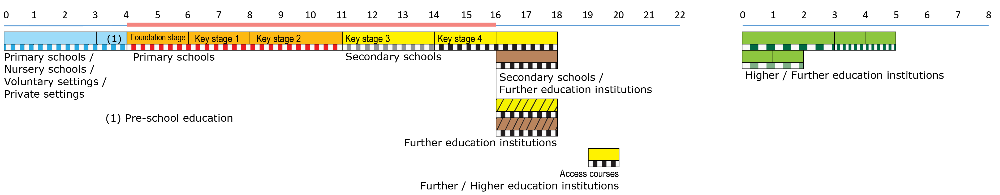 0 1 2 3 4 5 6 7 8 9 10 11 12 13 14 15 16 17 18 19 20 21 22
0 1 2 3 4 5 6 7 8
(1) Foundation stage Key stage 1 Key stage 2 Key stage 3 Key stage 4
Primary schools /
Nursery schools /
Voluntary settings /
Private settings
Primary schools
Secondary schools
Secondary schools /
Further education institutions
Higher / Further education institutions
(1) Pre-school education
Further education institutions
Access courses
Further / Higher education institutions